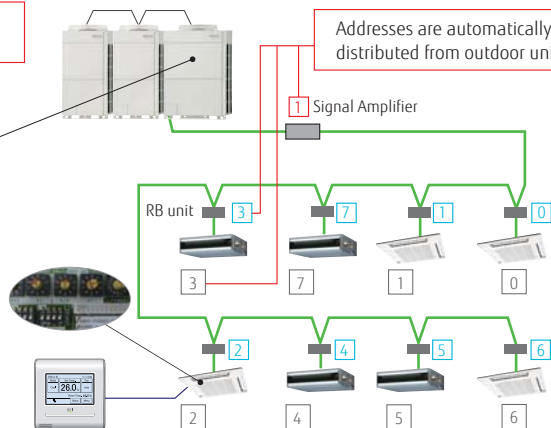 Addresses are automatically
distributed from outdoor uni
1 Signal Amplifier
RB unit 3 7 1 0
3 7 1 0
2 4 5 6
26.0
2 4 5 6